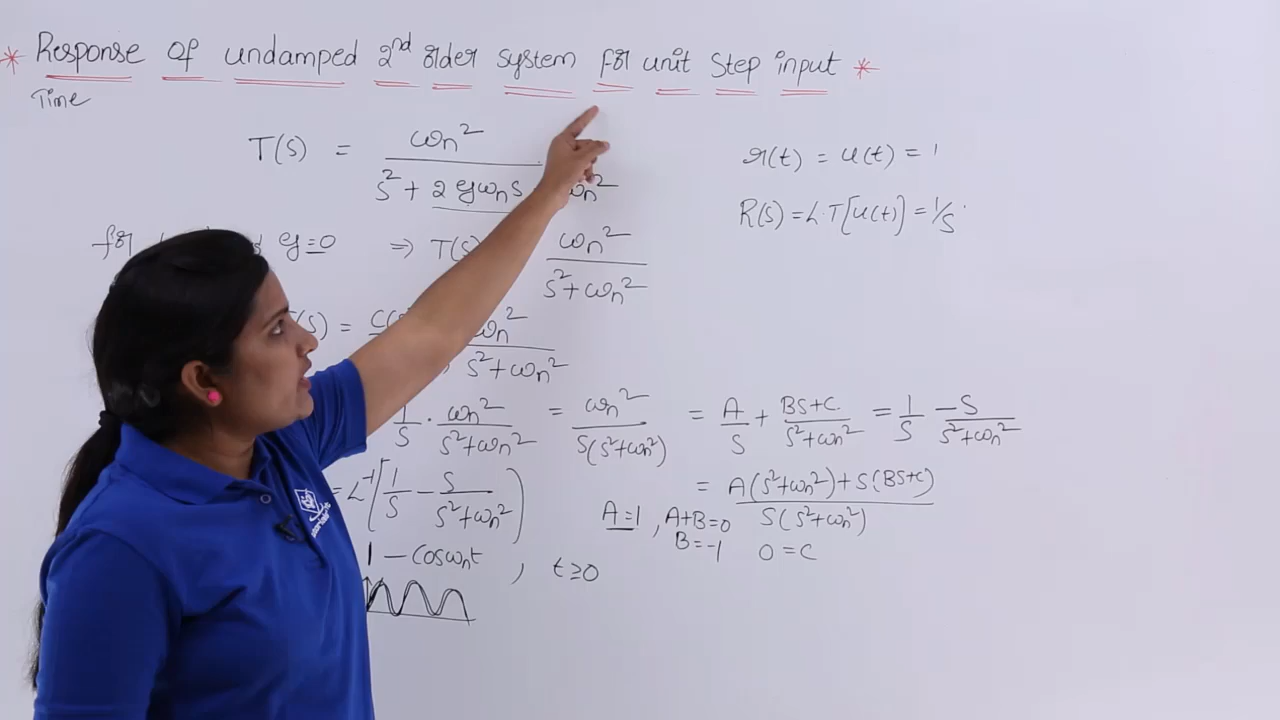 * Response of undamped 2nd order system for unit step input *
Time
T(s) = ωn² / s² + 2ξωns ωn²
r(t) = u(t) = 1
R(s) = L.T[u(t)] = 1/s
for ξ=0 ⇒ T(s) ωn² / s²+ωn²
(s) = ωn² / s²+ωn²
1/s . ωn² / s²+ωn² = ωn² / s(s²+ωn²) = A/s + Bs+C / s²+ωn² = 1/s - s / s²+ωn²
= A(s²+ωn²)+s(Bs+C) / s(s²+ωn²)
= L⁻¹[1/s - s / s²+ωn²]
A=1, A+B=0
B=-1 0=C
1 - cosωnt , t≥0